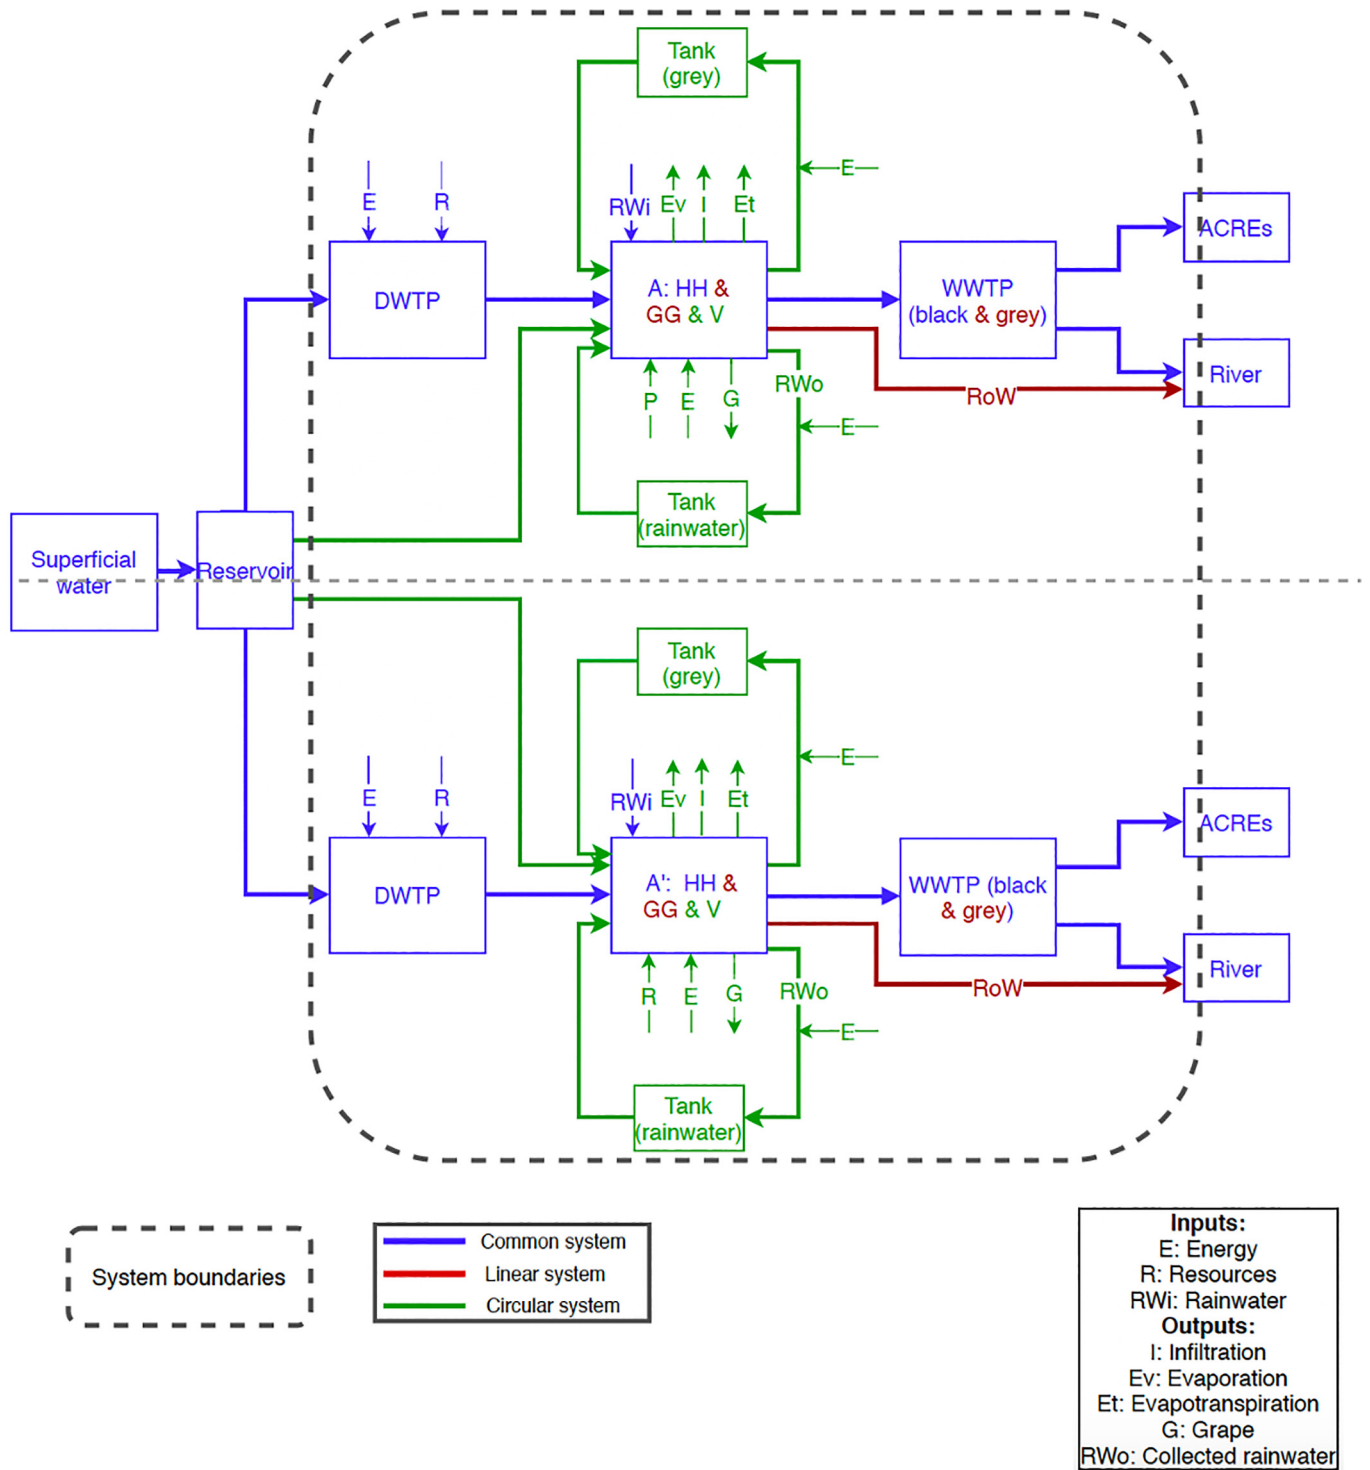 Tank
(grey)
E
E
R
RWi
Ev
I
Et
ACREs
DWTP
A: HH &
GG & V
WWTP
(black & grey)
River
P
E
G
RWo
RoW
E
Tank
(rainwater)
Superficial
water
Reservoir
Tank
(grey)
E
E
R
RWi
Ev
I
Et
ACREs
DWTP
A': HH &
GG & V
WWTP (black
& grey)
River
R
E
G
RWo
RoW
E
Tank
(rainwater)
System boundaries
Common system
Linear system
Circular system
Inputs:
E: Energy
R: Resources
RWi: Rainwater
Outputs:
I: Infiltration
Ev: Evaporation
Et: Evapotranspiration
G: Grape
RWo: Collected rainwater